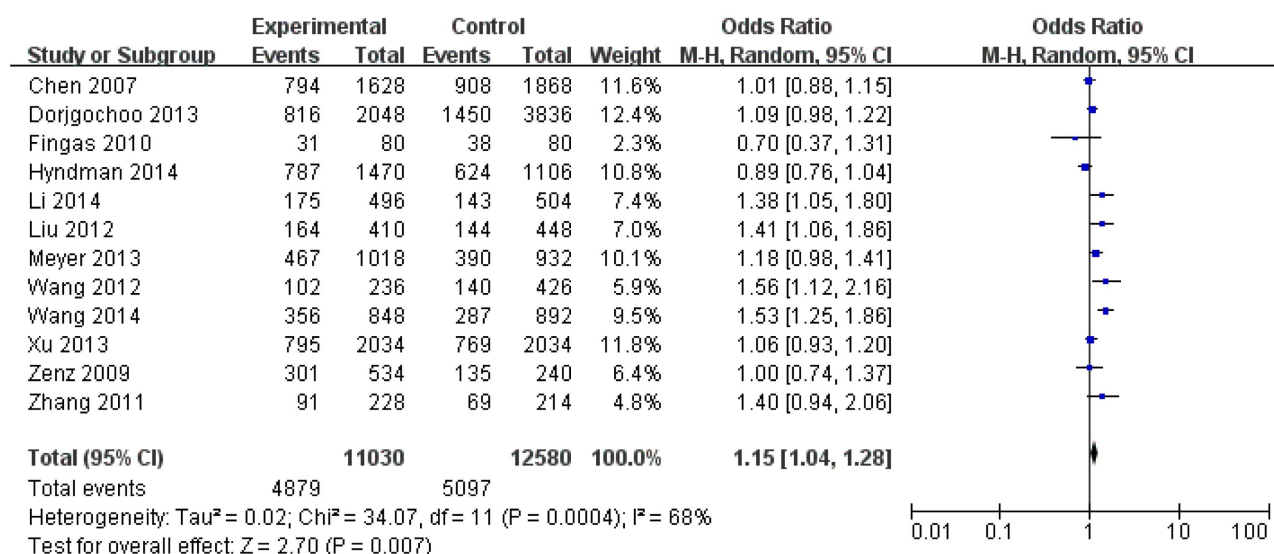 Experimental Control Odds Ratio Odds Ratio
Study or Subgroup Events Total Events Total Weight M-H, Random, 95% CI M-H, Random, 95% CI
Chen 2007 794 1628 908 1868 11.6% 1.01 [0.88, 1.15]
Dorjgochoo 2013 816 2048 1450 3836 12.4% 1.09 [0.98, 1.22]
Fingas 2010 31 80 38 80 2.3% 0.70 [0.37, 1.31]
Hyndman 2014 787 1470 624 1106 10.8% 0.89 [0.76, 1.04]
Li 2014 175 496 143 504 7.4% 1.38 [1.05, 1.80]
Liu 2012 164 410 144 448 7.0% 1.41 [1.06, 1.86]
Meyer 2013 467 1018 390 932 10.1% 1.18 [0.98, 1.41]
Wang 2012 102 236 140 426 5.9% 1.56 [1.12, 2.16]
Wang 2014 356 848 287 892 9.5% 1.53 [1.25, 1.86]
Xu 2013 795 2034 769 2034 11.8% 1.06 [0.93, 1.20]
Zenz 2009 301 534 135 240 6.4% 1.00 [0.74, 1.37]
Zhang 2011 91 228 69 214 4.8% 1.40 [0.94, 2.06]
Total (95% CI) 11030 12580 100.0% 1.15 [1.04, 1.28]
Total events 4879 5097
Heterogeneity: Tau² = 0.02; Chi² = 34.07, df = 11 (P = 0.0004); I² = 68%
Test for overall effect: Z = 2.70 (P = 0.007)
0.01 0.1 1 10 100